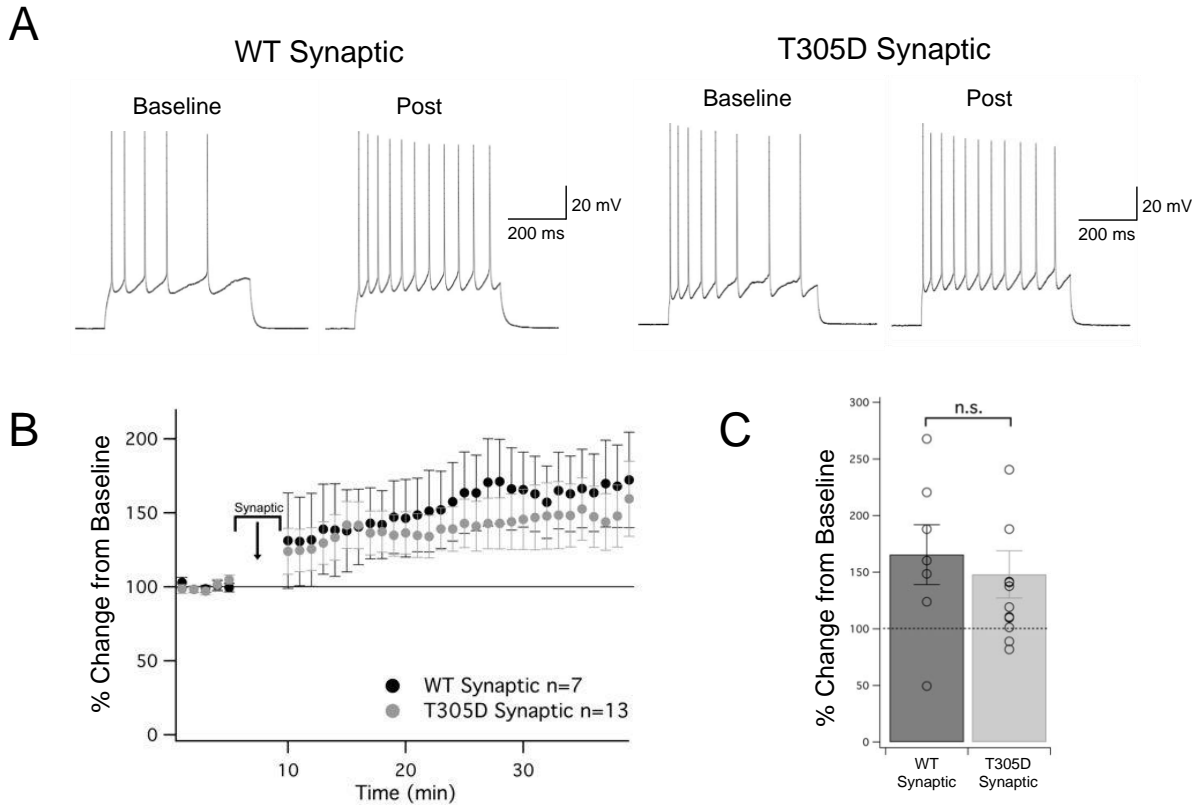 A
WT Synaptic
T305D Synaptic
Baseline
Post
Baseline
Post
20 mV
200 ms
20 mV
200 ms
B
% Change from Baseline
200
150
100
50
0
Synaptic
WT Synaptic n=7
T305D Synaptic n=13
10
20
30
Time (min)
C
% Change from Baseline
300
250
200
150
100
50
0
n.s.
WT
Synaptic
T305D
Synaptic